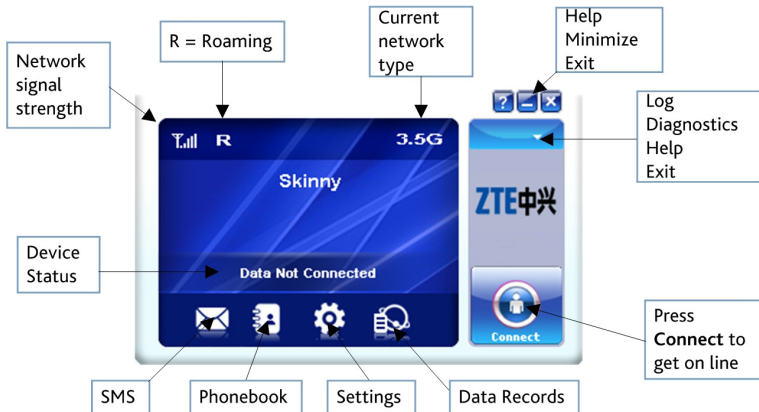 Network
signal
strength
R = Roaming
Current
network
type
Help
Minimize
Exit
Log
Diagnostics
Help
Exit
R
3.5G
Skinny
ZTE中兴
Device
Status
Data Not Connected
Connect
Press
Connect to
get on line
SMS
Phonebook
Settings
Data Records